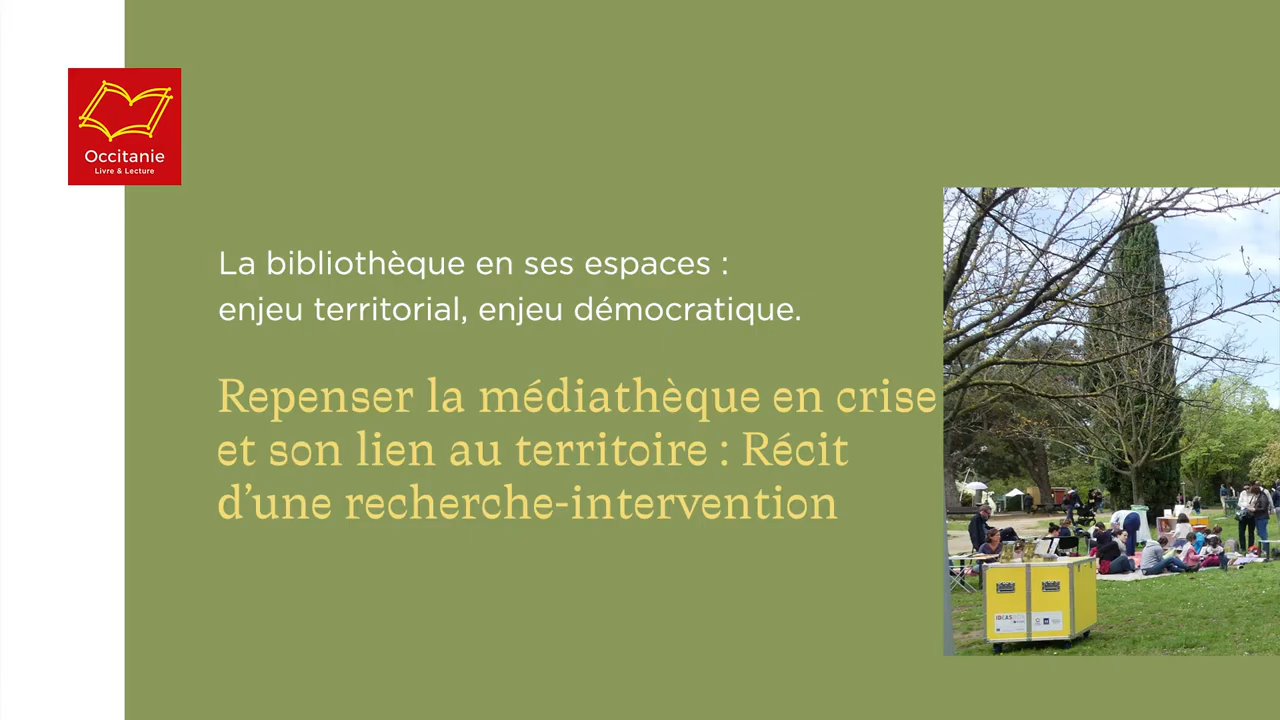 Occitanie
Livre & Lecture
La bibliothèque en ses espaces :
enjeu territorial, enjeu démocratique.
Repenser la médiathèque en crise
et son lien au territoire : Récit
d’une recherche-intervention